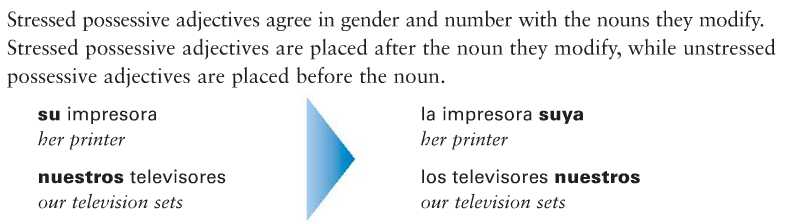 Stressed possessive adjectives agree in gender and number with the nouns they modify.
Stressed possessive adjectives are placed after the noun they modify, while unstressed
possessive adjectives are placed before the noun.
su impresora
her printer
la impresora suya
her printer
nuestros televisores
our television sets
los televisores nuestros
our television sets